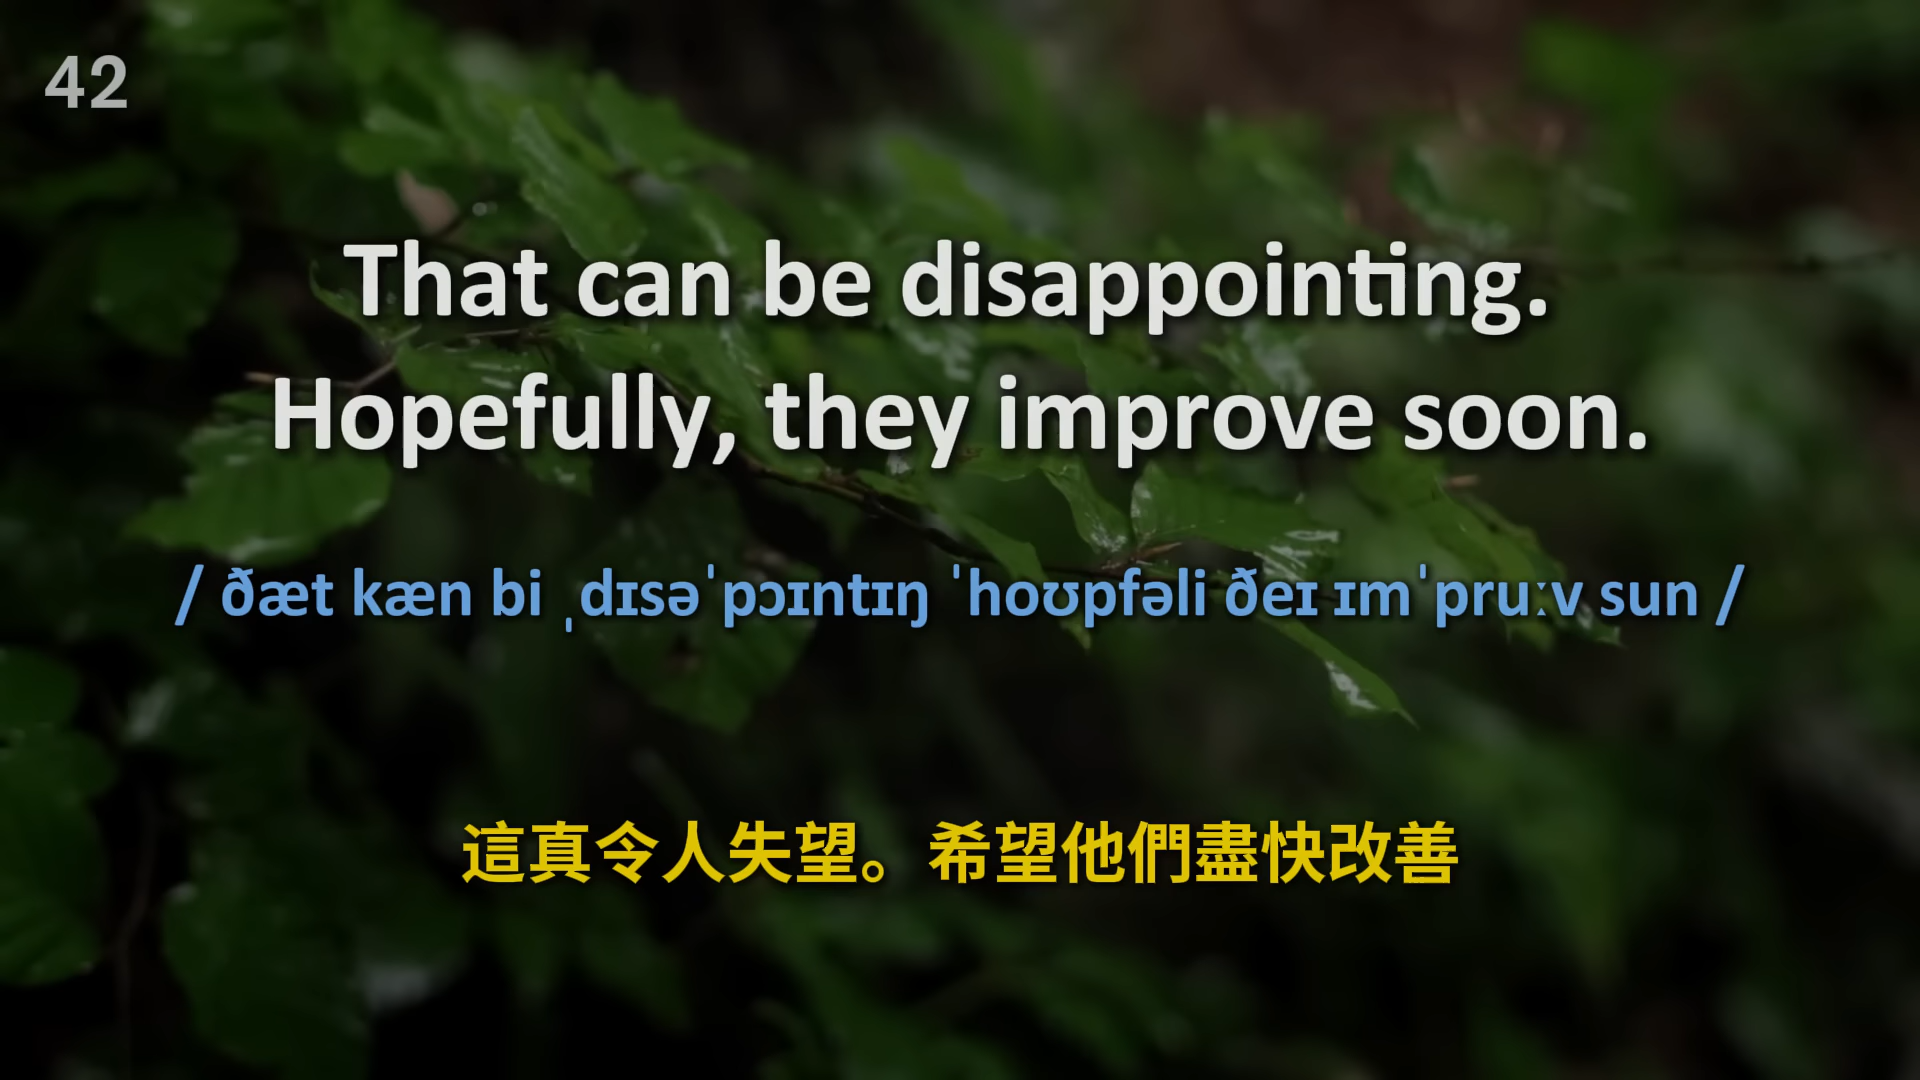 42
That can be disappointing.
Hopefully, they improve soon.
/ ðæt kæn bi ˌdɪsəˈpɔɪntɪŋ ˈhoʊpfəli ðeɪ ɪmˈpruːv sun /
這真令人失望。希望他們盡快改善